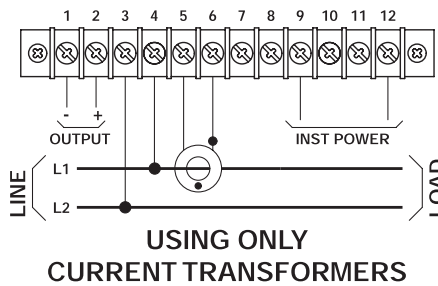 1 2 3 4 5 6 7 8 9 10 11 12
- +
OUTPUT
INST POWER
LINE
L1
L2
LOAD
USING ONLY
CURRENT TRANSFORMERS